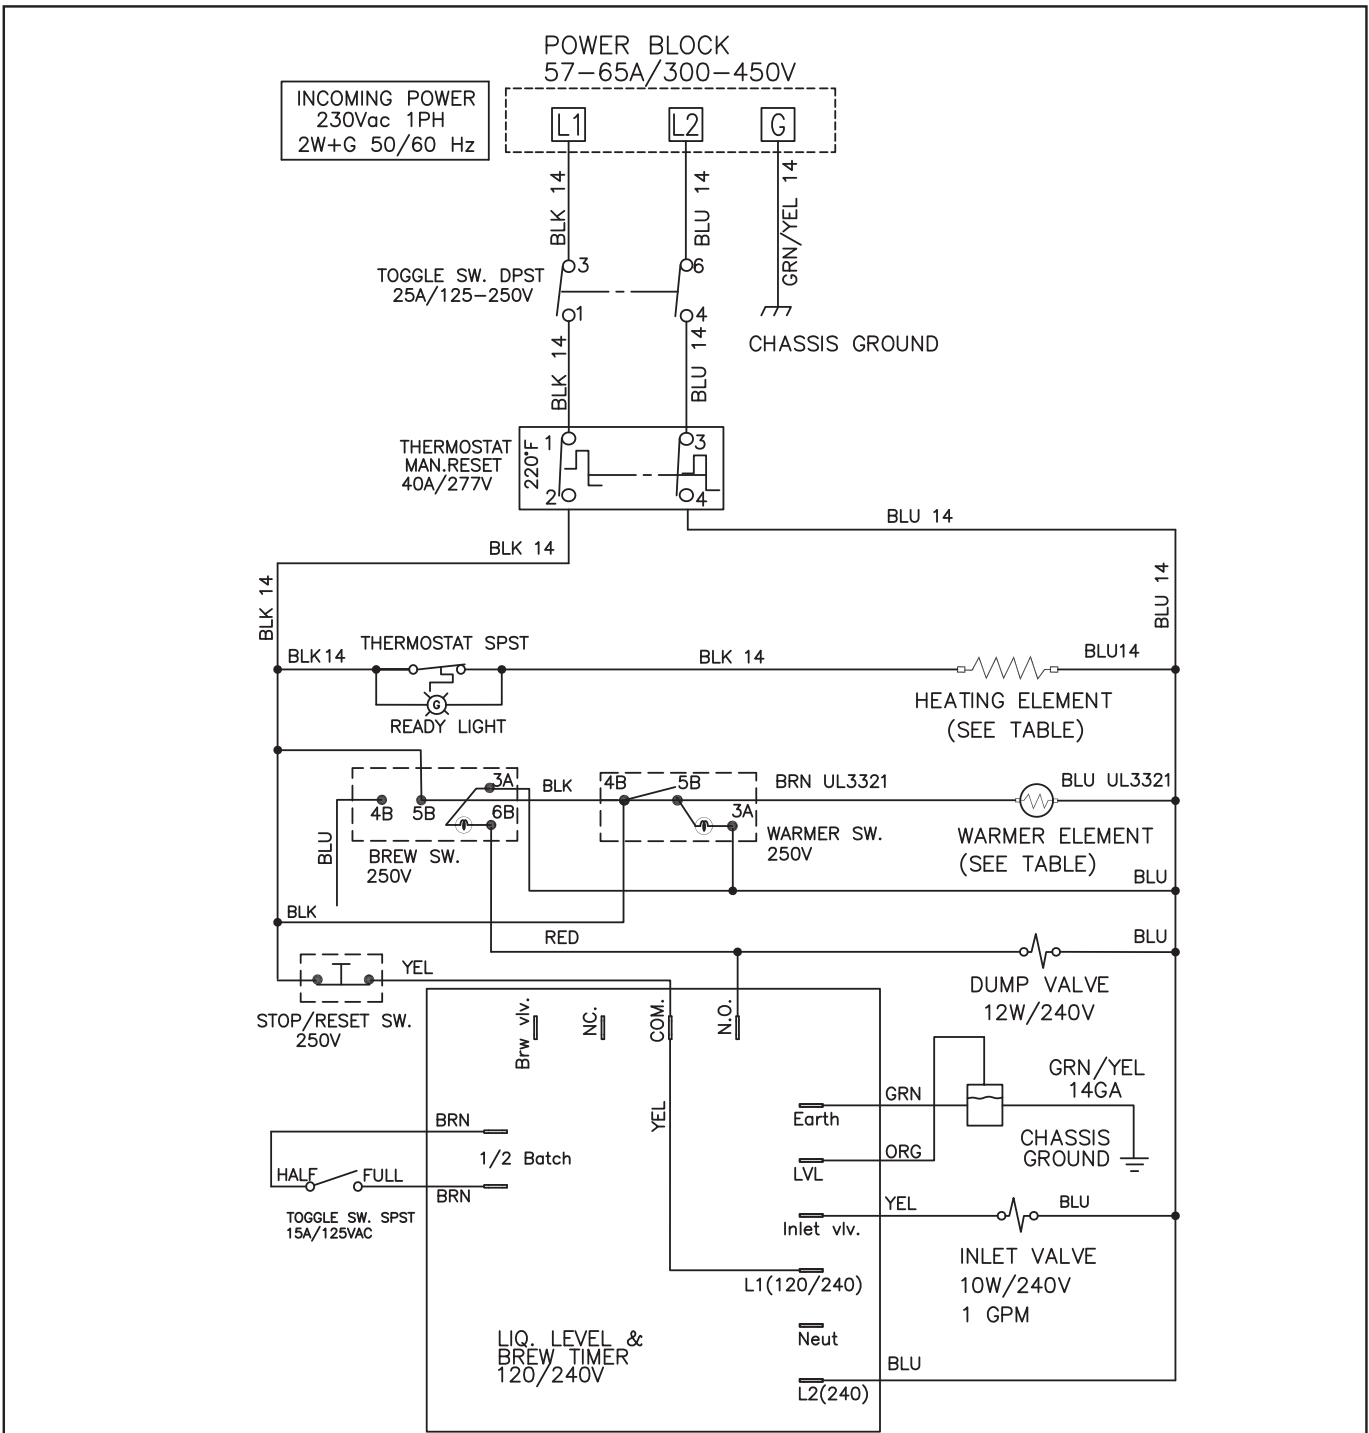 POWER BLOCK
57-65A/300-450V
INCOMING POWER
230Vac 1PH
2W+G 50/60 Hz
L1
L2
G
BLK 14
BLU 14
GRN/YEL 14
3
6
TOGGLE SW. DPST
25A/125-250V
1
4
CHASSIS GROUND
BLK 14
BLU 14
THERMOSTAT
MAN.RESET
40A/277V
220°F
1
3
2
4
BLU 14
BLK 14
BLK 14
BLU 14
THERMOSTAT SPST
BLK14
BLK 14
BLU14
G
READY LIGHT
HEATING ELEMENT
(SEE TABLE)
3A
BLK
4B
5B
BRN UL3321
BLU UL3321
4B
5B
6B
3A
BLU
BREW SW.
250V
WARMER SW.
250V
WARMER ELEMENT
(SEE TABLE)
BLU
BLK
RED
BLU
YEL
STOP/RESET SW.
250V
DUMP VALVE
12W/240V
Brw vlv.
NC.
COM.
N.O.
GRN/YEL
14GA
GRN
Earth
YEL
BRN
1/2 Batch
CHASSIS
GROUND
ORG
LVL
HALF
FULL
BRN
TOGGLE SW. SPST
15A/125VAC
YEL
BLU
Inlet vlv.
INLET VALVE
10W/240V
1 GPM
L1(120/240)
Neut
LIQ. LEVEL &
BREW TIMER
120/240V
BLU
L2(240)